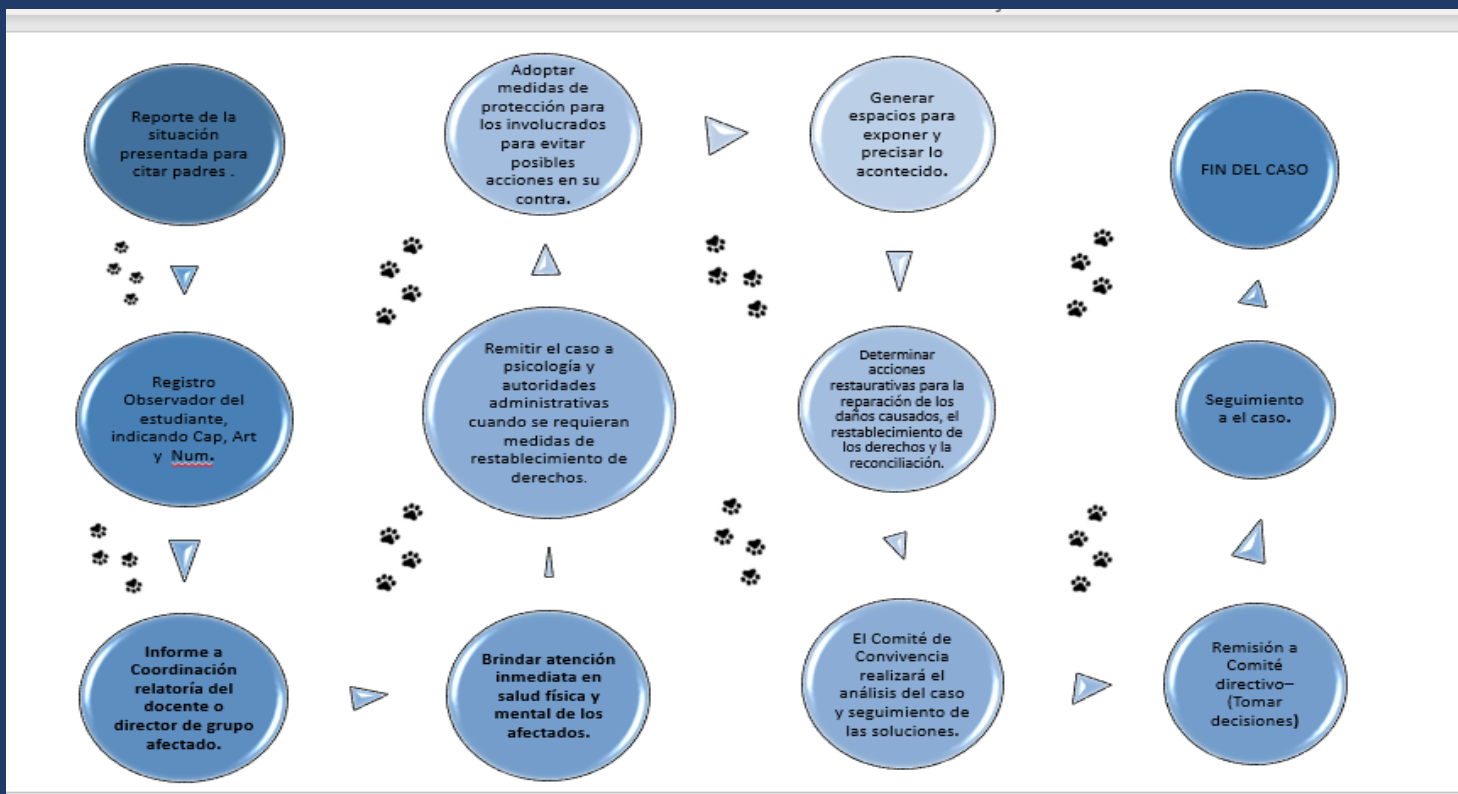 Reporte de la
situación
presentada para
citar padres .
Registro
Observador del
estudiante,
indicando Cap, Art
y Num.
Informe a
Coordinación
relatoría del
docente o
director de grupo
afectado.
Brindar atención
inmediata en
salud física y
mental de los
afectados.
Remitir el caso a
psicología y
autoridades
administrativas
cuando se requieran
medidas de
restablecimiento de
derechos.
Adoptar
medidas de
protección para
los involucrados
para evitar
posibles
acciones en su
contra.
Generar
espacios para
exponer y
precisar lo
acontecido.
Determinar
acciones
restaurativas para la
reparación de los
daños causados, el
restablecimiento de
los derechos y la
reconciliación.
El Comité de
Convivencia
realizará el
análisis del caso
y seguimiento de
las soluciones.
Remisión a
Comité
directivo–
(Tomar
decisiones)
Seguimiento
a el caso.
FIN DEL CASO